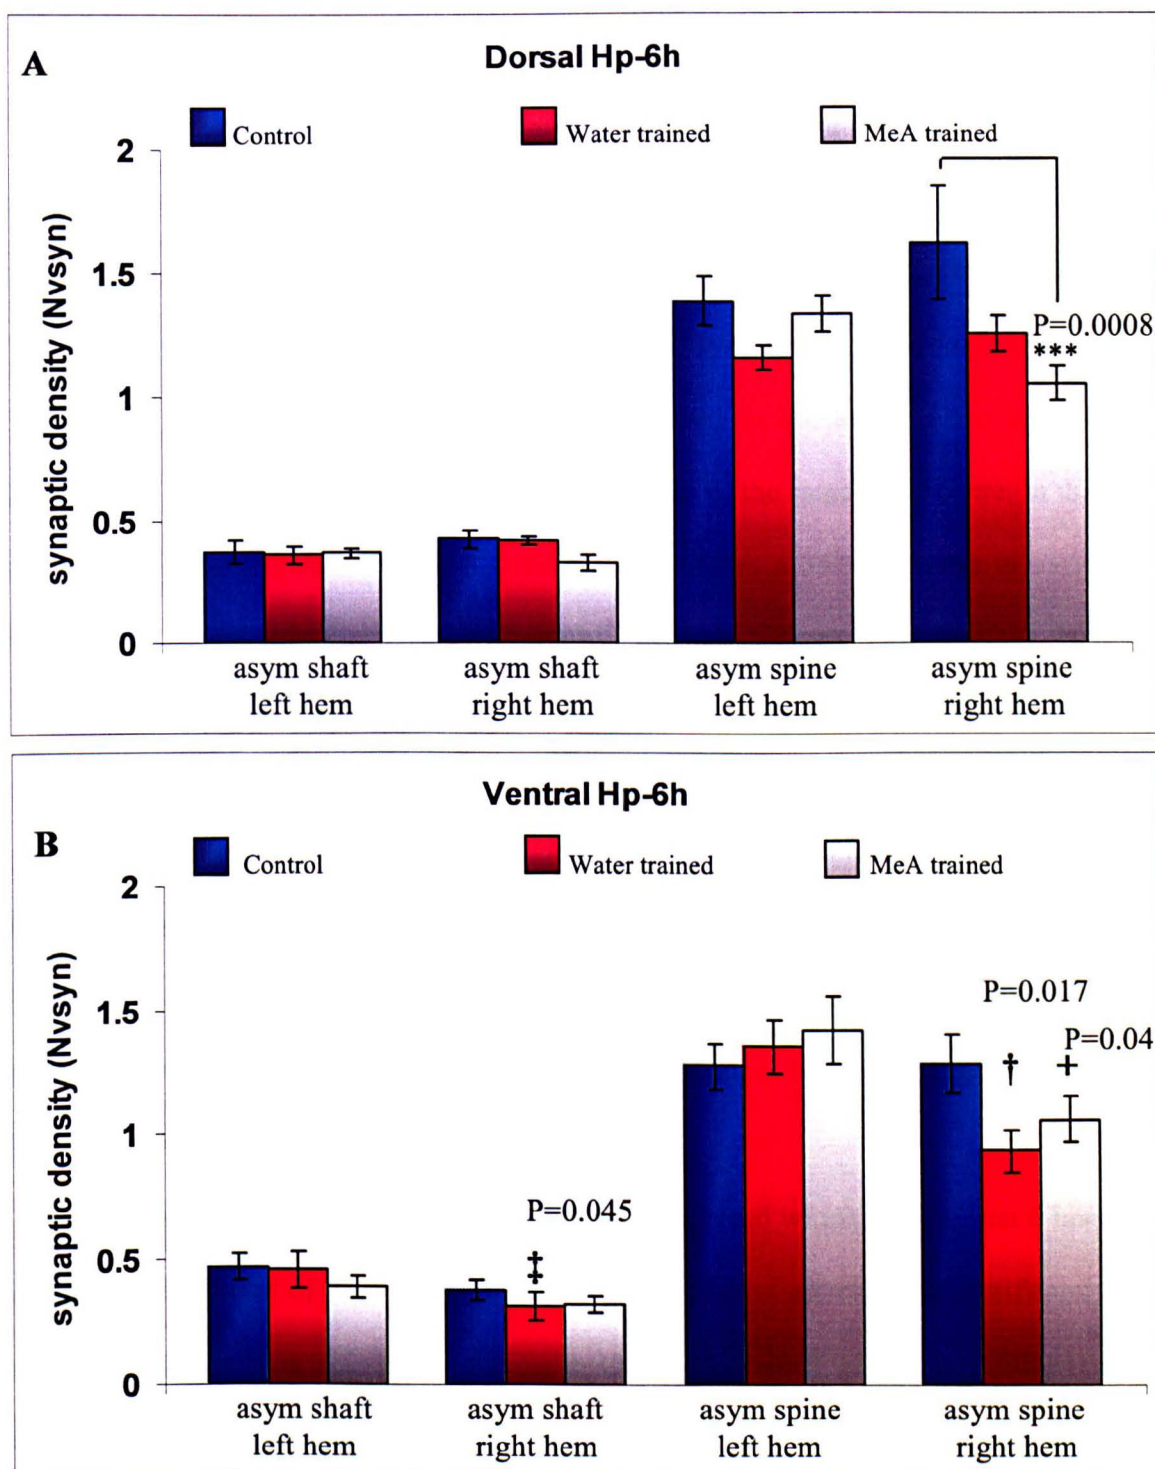 A
Dorsal Hp-6h
Control
Water trained
MeA trained
synaptic density (Nvsyn)
2
1.5
1
0.5
0
P=0.0008
***
asym shaft
left hem
asym shaft
right hem
asym spine
left hem
asym spine
right hem
B
Ventral Hp-6h
Control
Water trained
MeA trained
synaptic density (Nvsyn)
2
1.5
1
0.5
0
P=0.045
‡
P=0.017
P=0.04
† +
asym shaft
left hem
asym shaft
right hem
asym spine
left hem
asym spine
right hem